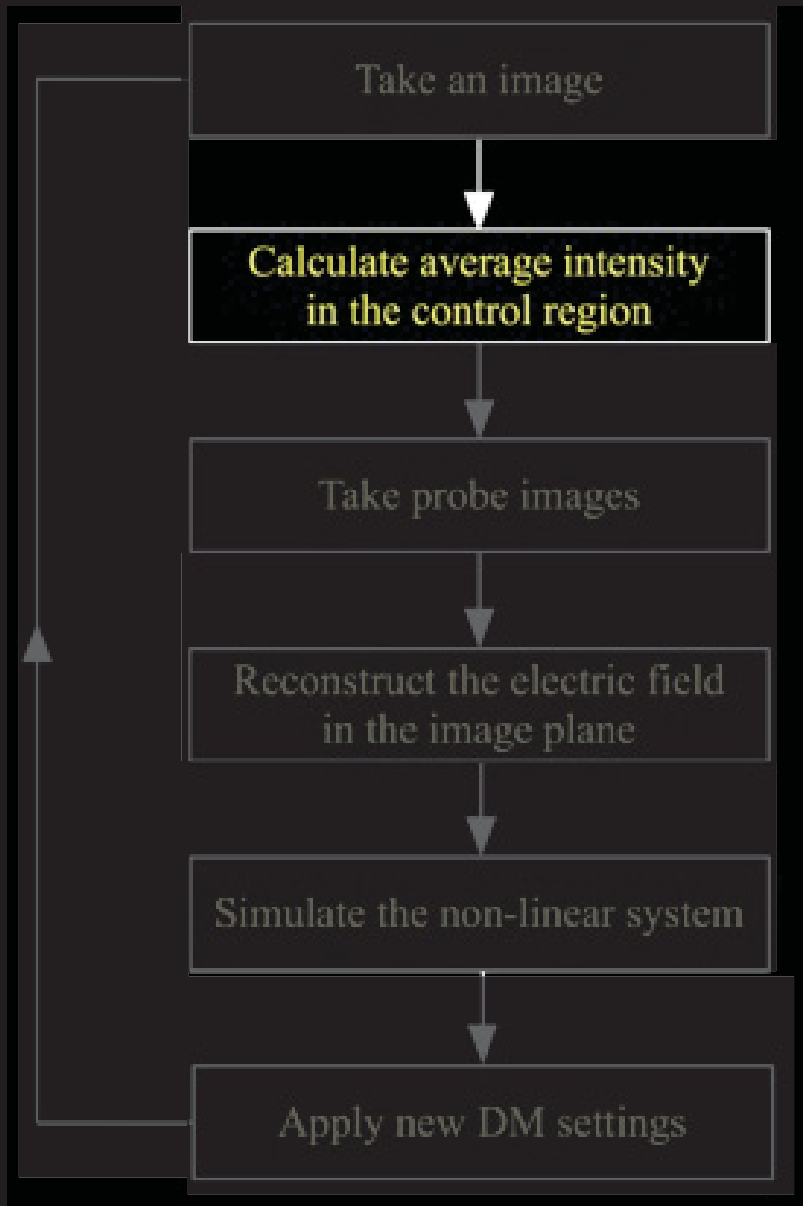 Take an image
Calculate average intensity
in the control region
Take probe images
Reconstruct the electric field
in the image plane
Simulate the non-linear system
Apply new DM settings